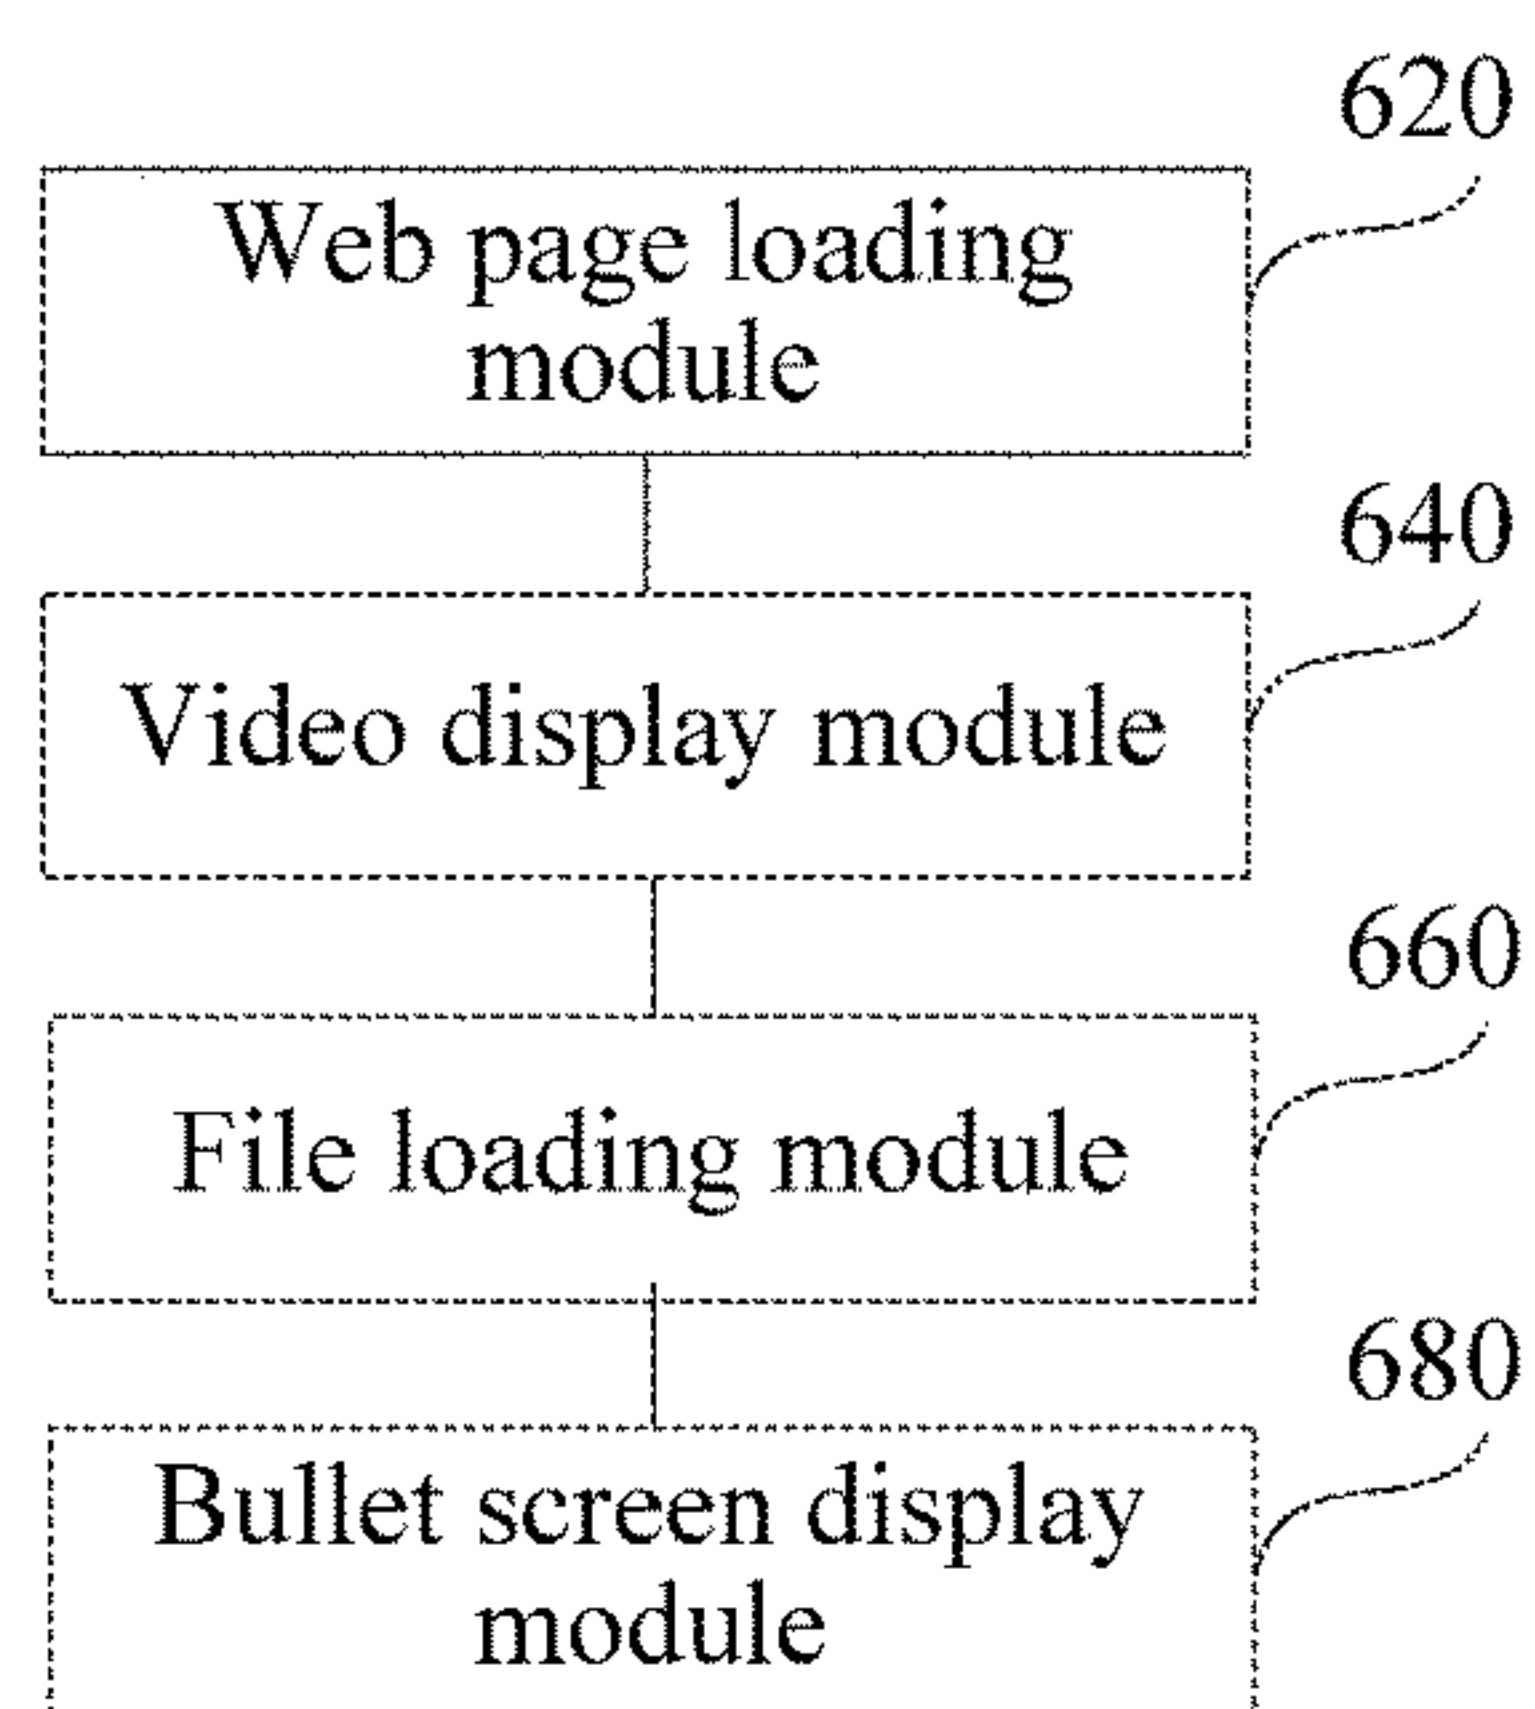 620
Web page loading
module
640
Video display module
660
File loading module
680
Bullet screen display
module